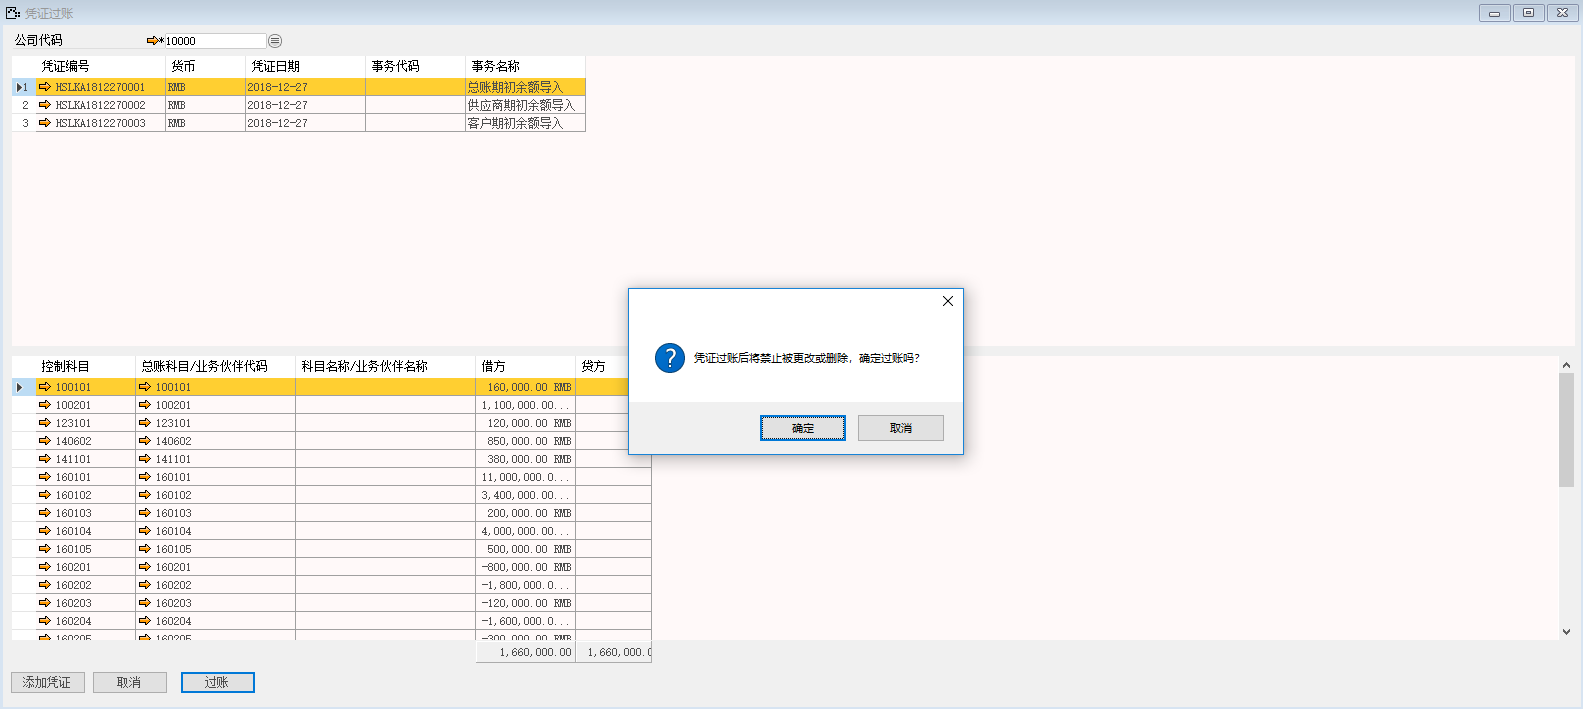 凭证过账
公司代码 *10000
凭证编号 货币 凭证日期 事务代码 事务名称
1 HSLKA1812270001 RMB 2018-12-27 总账期初余额导入
2 HSLKA1812270002 RMB 2018-12-27 供应商期初余额导入
3 HSLKA1812270003 RMB 2018-12-27 客户期初余额导入
凭证过账后将禁止被更改或删除，确定过账吗?
确定 取消
控制科目 总账科目/业务伙伴代码 科目名称/业务伙伴名称 借方 贷方
100101 100101 160,000.00 RMB
100201 100201 1,100,000.00...
123101 123101 120,000.00 RMB
140602 140602 850,000.00 RMB
141101 141101 380,000.00 RMB
160101 160101 11,000,000.0...
160102 160102 3,400,000.00...
160103 160103 200,000.00 RMB
160104 160104 4,000,000.00...
160105 160105 500,000.00 RMB
160201 160201 -800,000.00 RMB
160202 160202 -1,800,000.0...
160203 160203 -120,000.00 RMB
160204 160204 -1,600,000.0...
160205 160205 -300,000.00 RMB
1,660,000.00 1,660,000.0
添加凭证 取消 过账